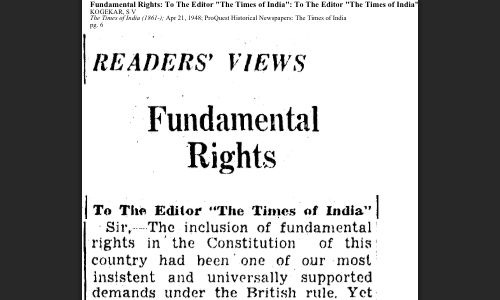 Fundamental Rights: To The Editor "The Times of India": To The Editor "The Times of India"
KOGEKAR, S V
The Times of India (1861-); Apr 21, 1948; ProQuest Historical Newspapers: The Times of India
pg. 6
READERS' VIEWS
Fundamental
Rights
To The Editor "The Times of India"
Sir,—The inclusion of fundamental
rights in the Constitution of this
country had been one of our most
insistent and universally supported
demands under the British rule. Yet